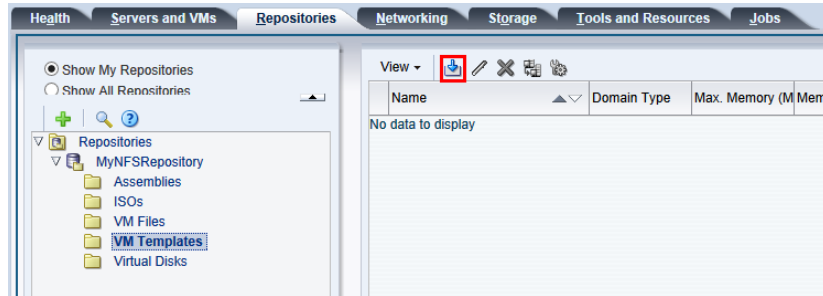 Health Servers and VMs Repositories Networking Storage Tools and Resources Jobs
Show My Repositories
Show All Repositories
Repositories
MyNFSRepository
Assemblies
ISOs
VM Files
VM Templates
Virtual Disks
View
Name Domain Type Max. Memory (M Mem
No data to display